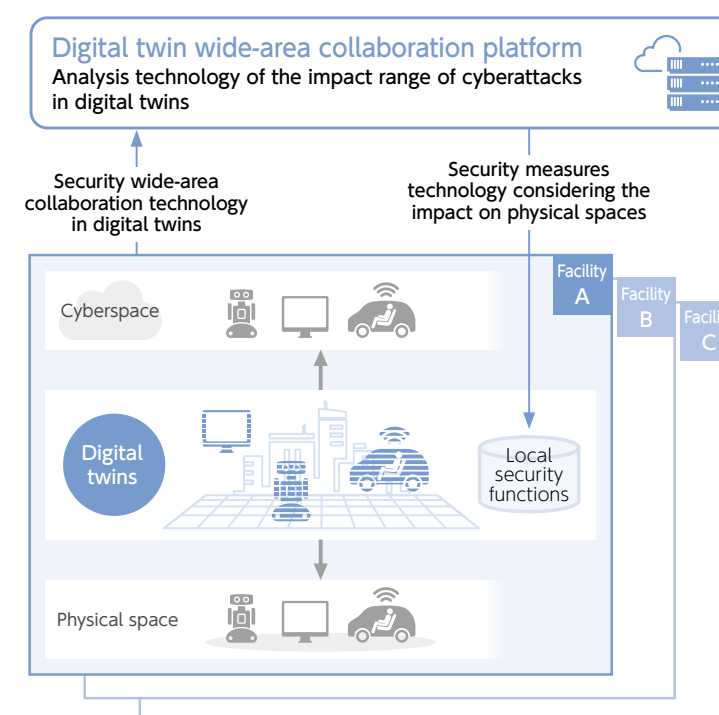 Digital twin wide-area collaboration platform
Analysis technology of the impact range of cyberattacks
in digital twins
Security wide-area
collaboration technology
in digital twins
Security measures
technology considering the
impact on physical spaces
Facility
A
Facility
B
Facili
C
Cyberspace
Digital
twins
Local
security
functions
Physical space